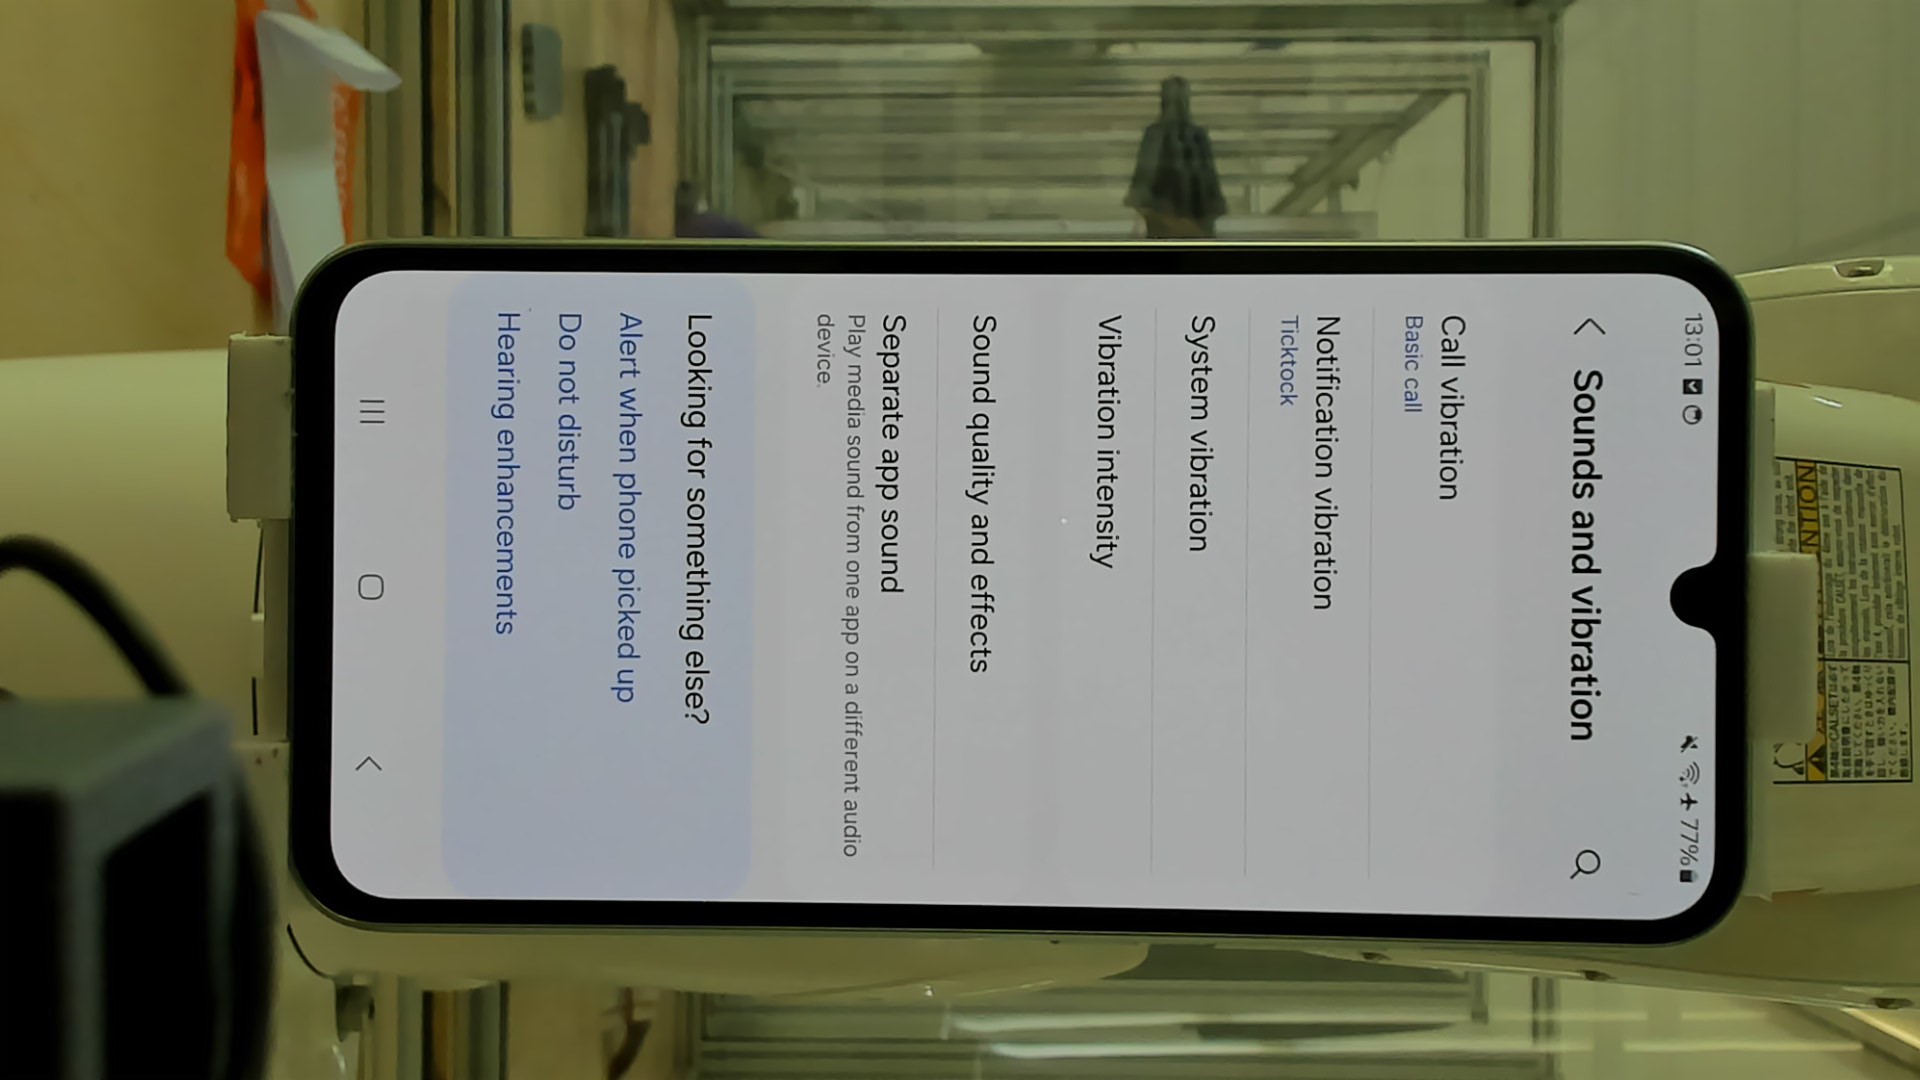 13:01
77%
Sounds and vibration
Call vibration
Basic call
Notification vibration
Ticktock
System vibration
Vibration intensity
Sound quality and effects
Separate app sound
Play media sound from one app on a different audio
device.
Looking for something else?
Alert when phone picked up
Do not disturb
Hearing enhancements